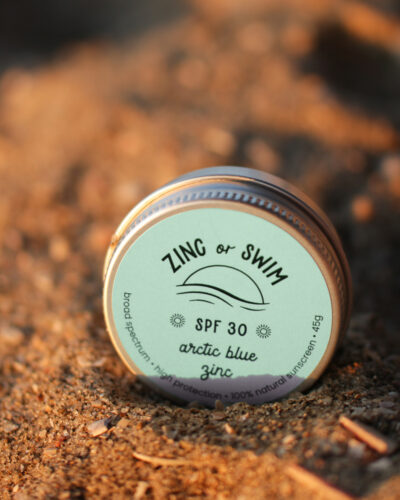 ZINC or SWIM
SPF 30
arctic blue
zinc
broad spectrum • high protection • 100% natural sunscreen • 45g